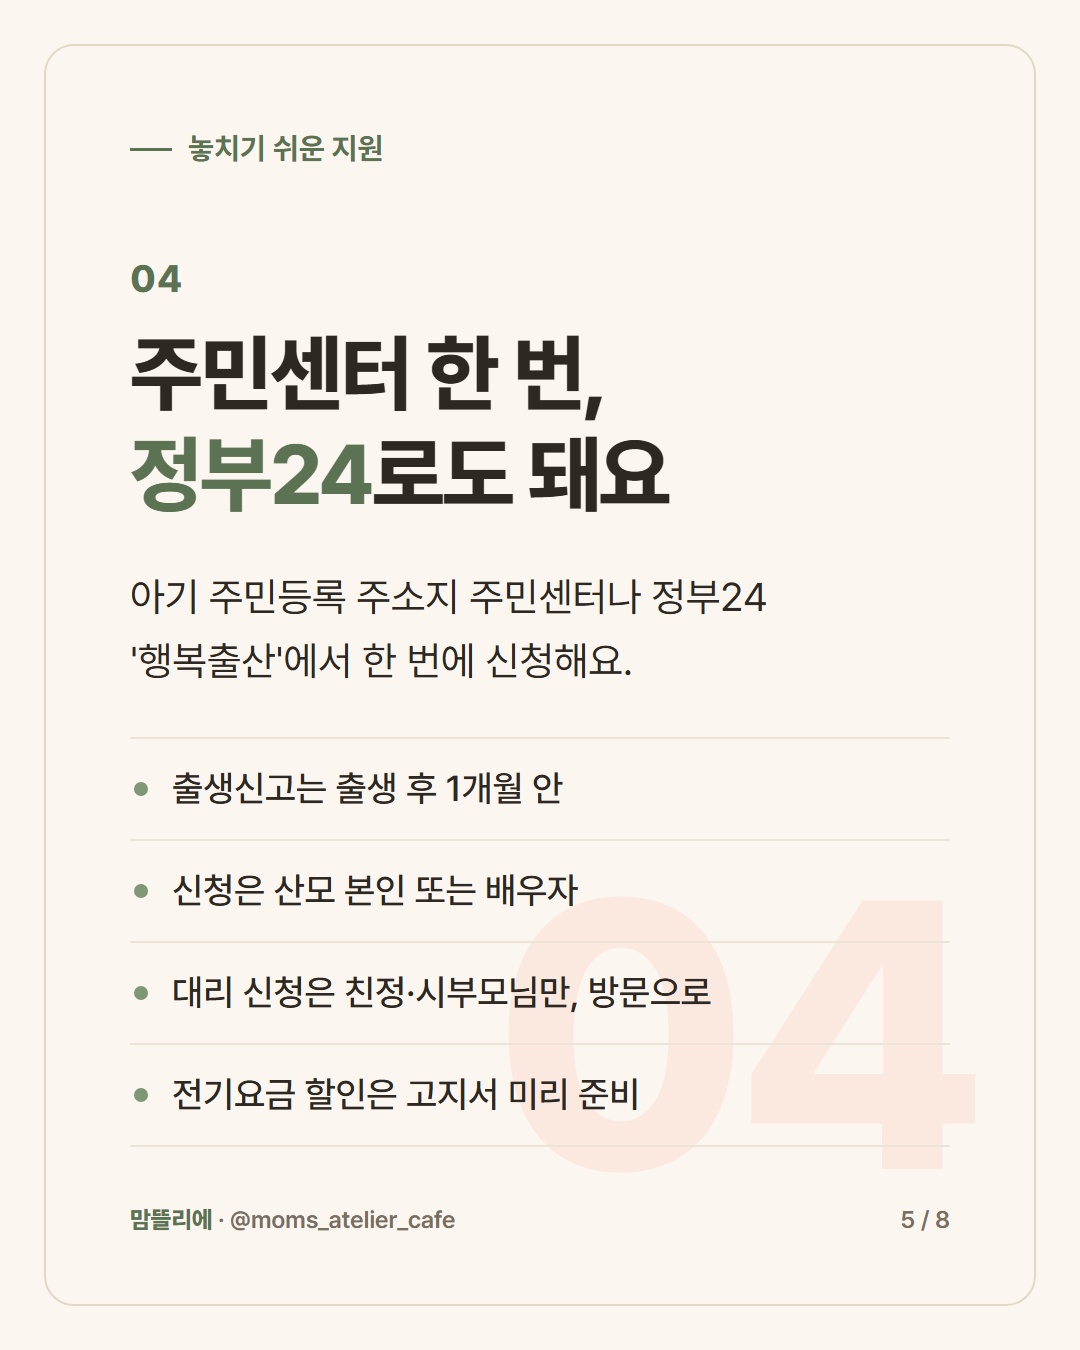 놓치기 쉬운 지원
04
주민센터 한 번,
정부24로도 돼요
아기 주민등록 주소지 주민센터나 정부24
'행복출산'에서 한 번에 신청해요.
출생신고는 출생 후 1개월 안
신청은 산모 본인 또는 배우자
대리 신청은 친정·시부모님만, 방문으로
전기요금 할인은 고지서 미리 준비
04
맘뜰리에 · @moms_atelier_cafe
5 / 8